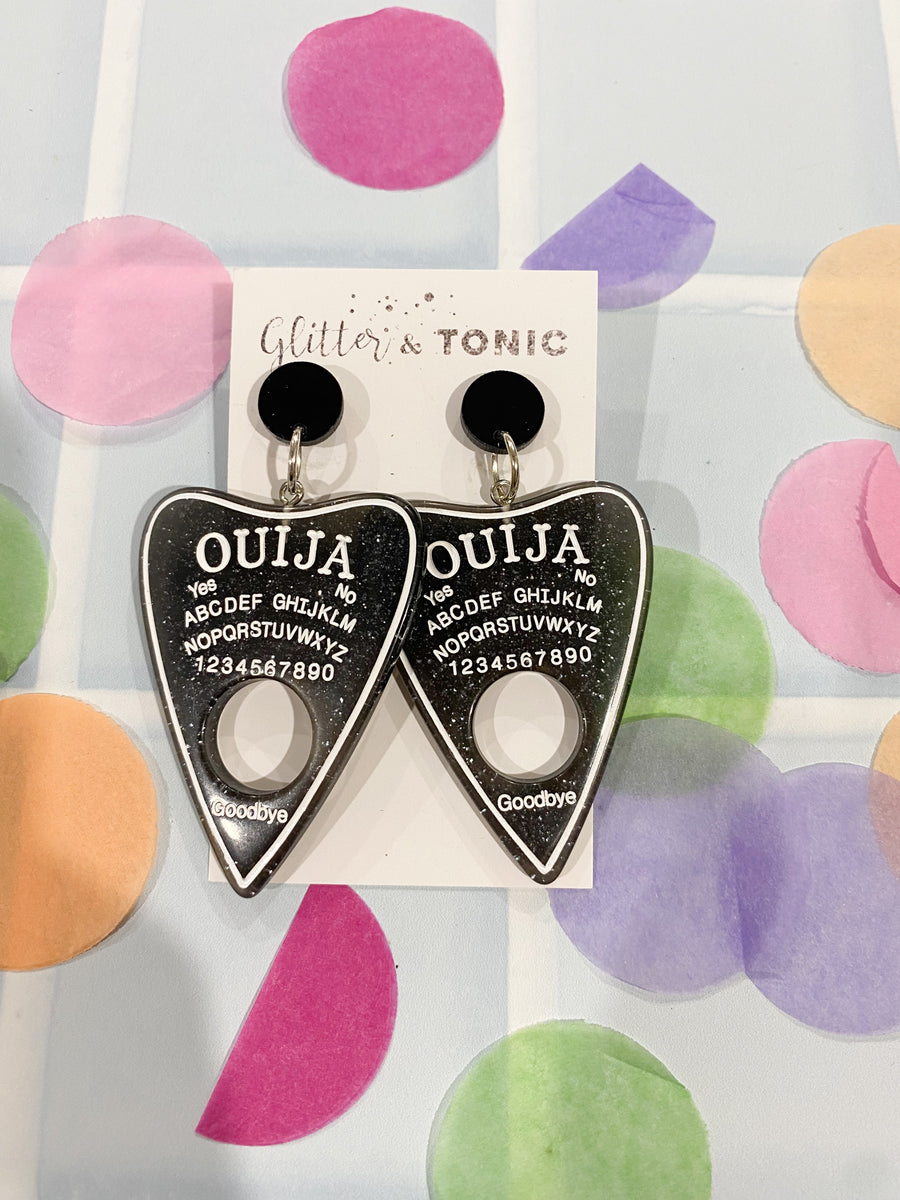 Glitter & TONIC
OUIJA
Yes No
ABCDEF GHIJKLM
NOPQRSTUVWXYZ
1234567890
Goodbye
OUIJA
Yes No
ABCDEF GHIJKLM
NOPQRSTUVWXYZ
1234567890
Goodbye